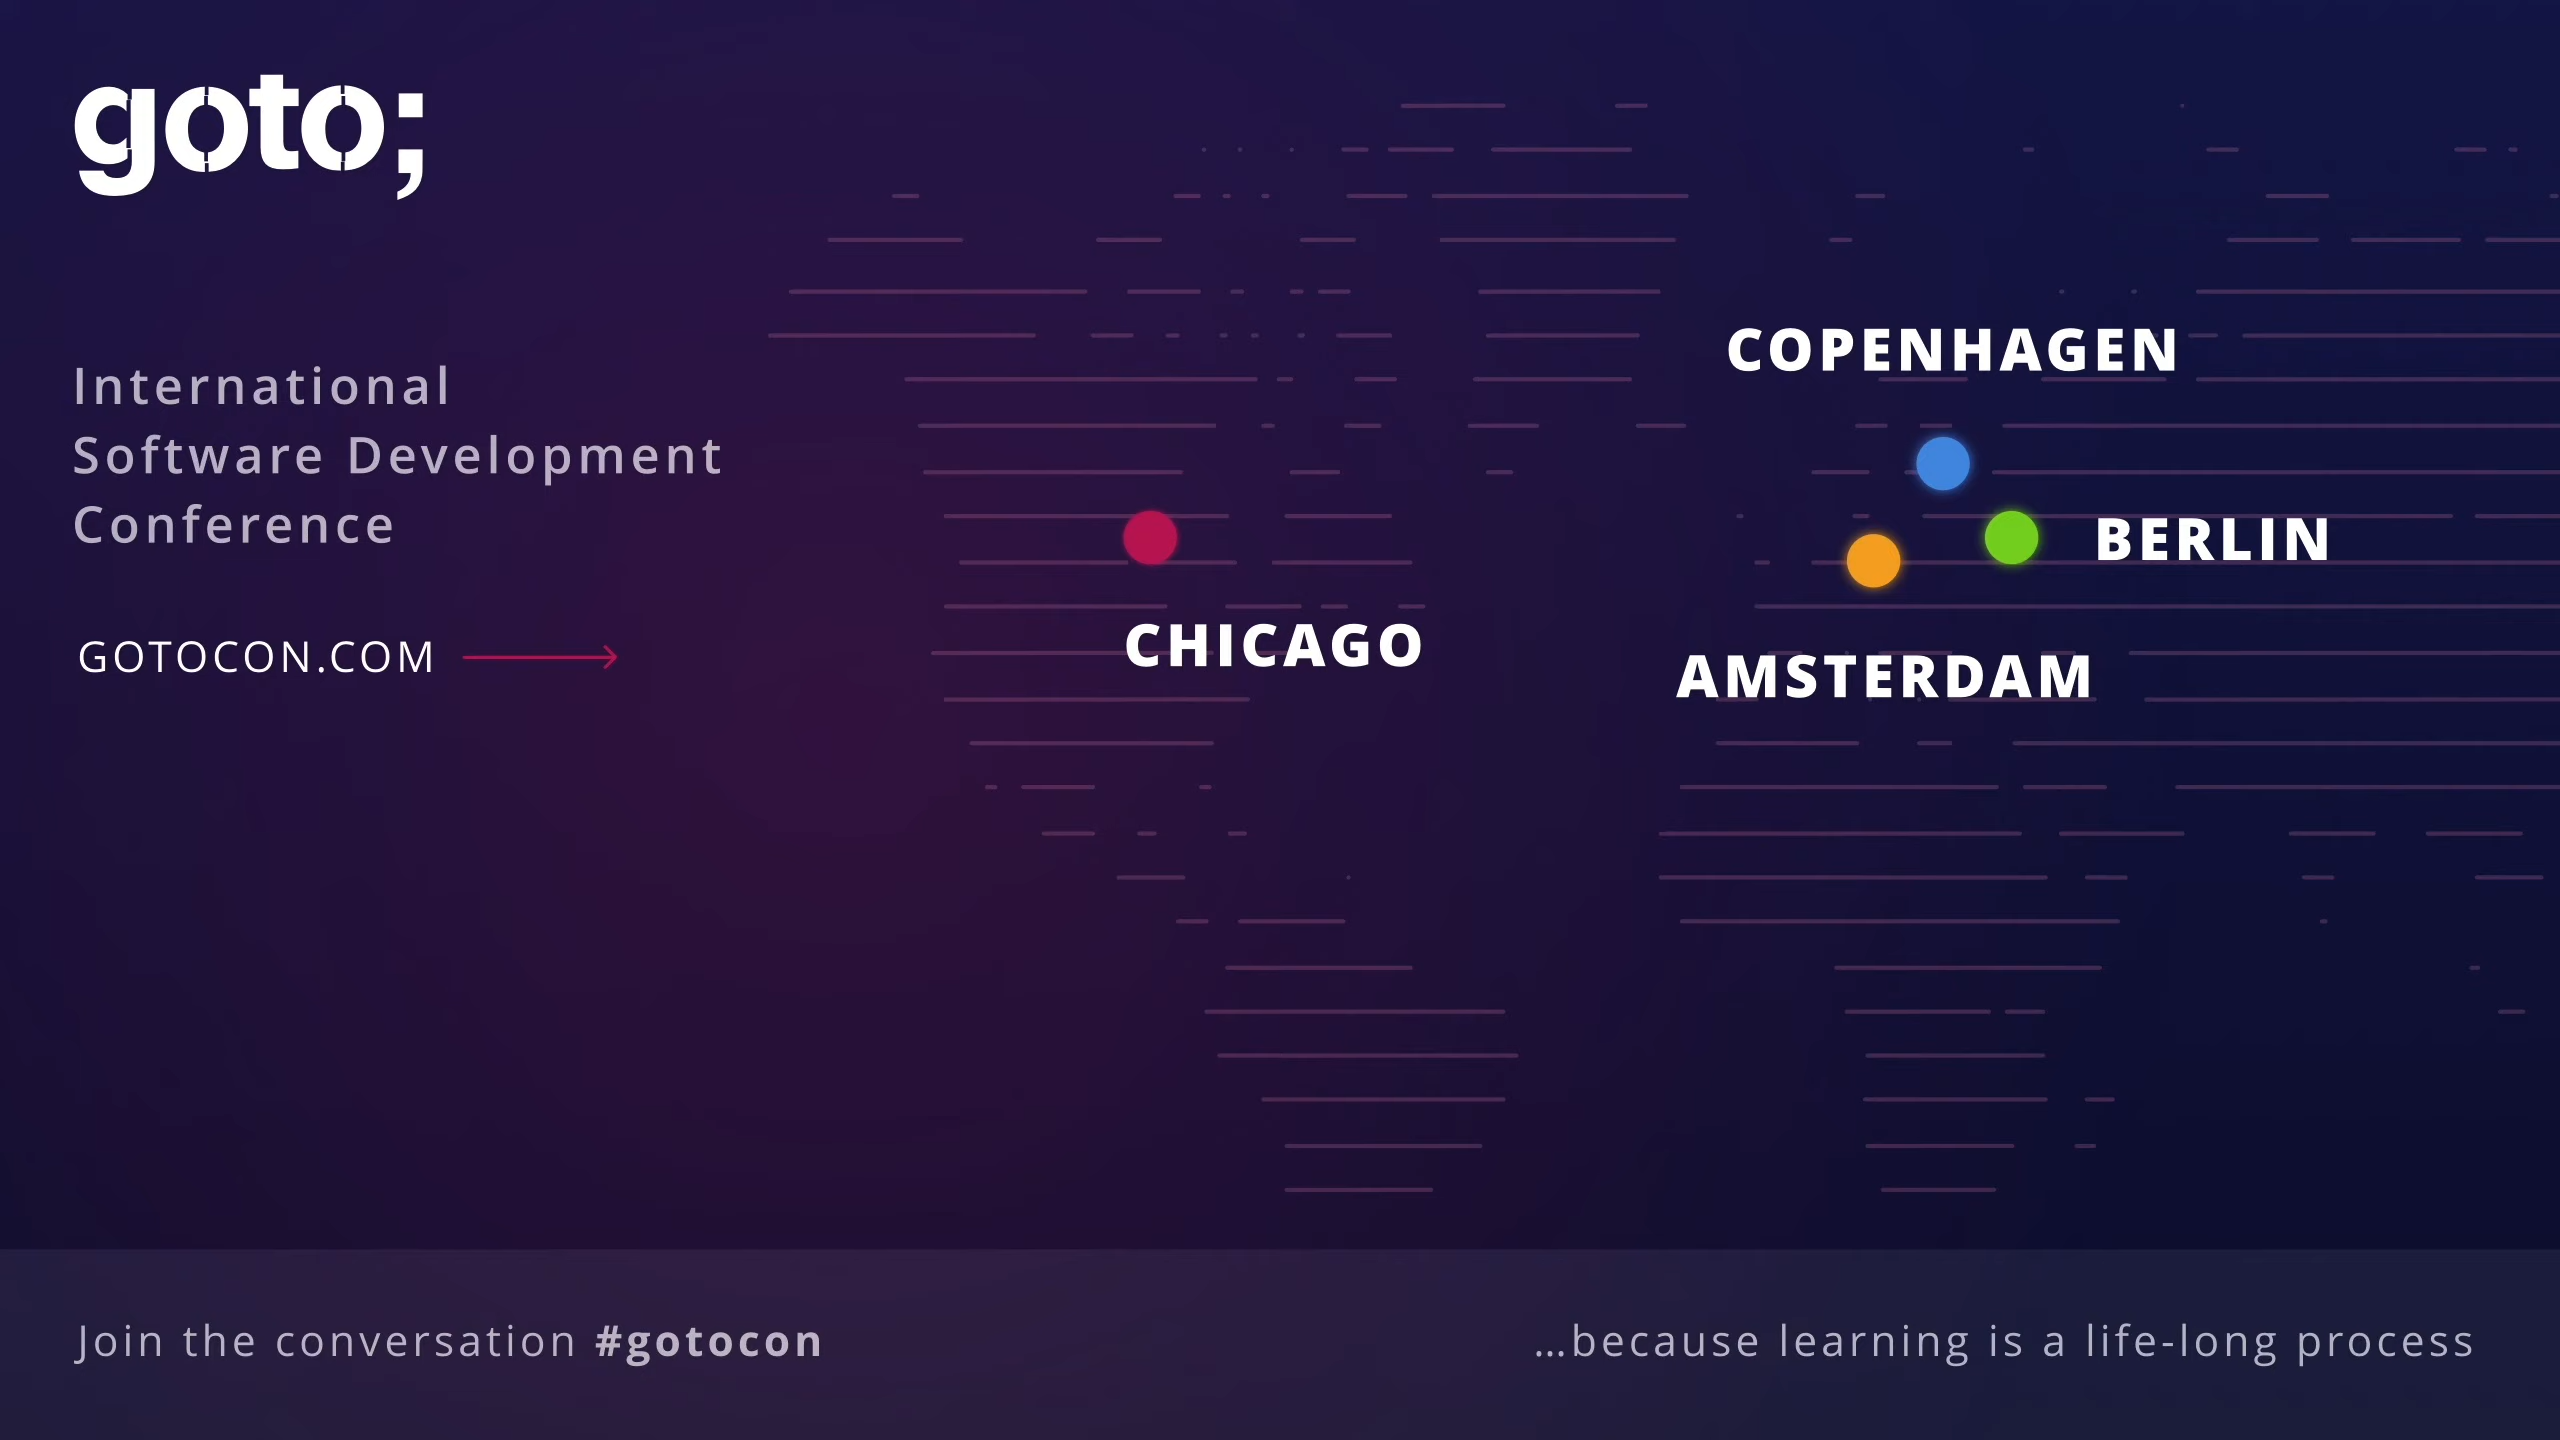 goto;
International
Software Development
Conference
GOTOCON.COM
COPENHAGEN
BERLIN
CHICAGO
AMSTERDAM
Join the conversation #gotocon
...because learning is a life-long process